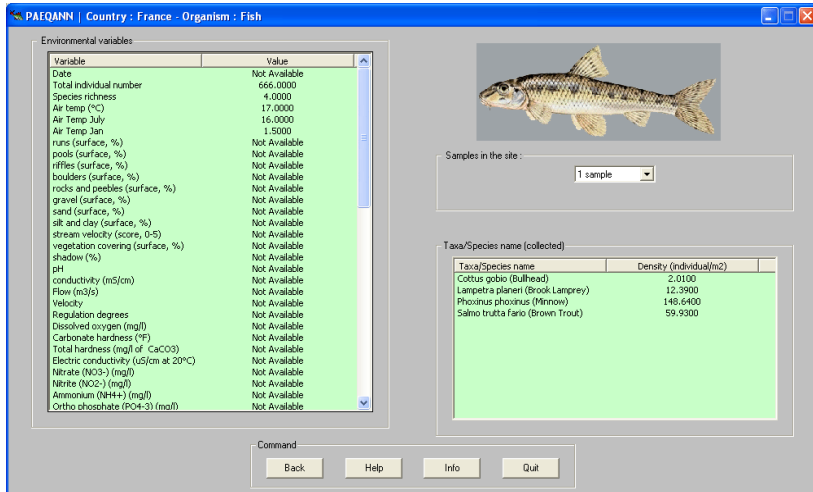 PAEQANN | Country : France - Organism : Fish
Environmental variables
Variable Value
Date Not Available
Total individual number 666.0000
Species richness 4.0000
Air temp (°C) 17.0000
Air Temp July 16.0000
Air Temp Jan 1.5000
runs (surface, %) Not Available
pools (surface, %) Not Available
riffles (surface, %) Not Available
boulders (surface, %) Not Available
rocks and peebles (surface, %) Not Available
gravel (surface, %) Not Available
sand (surface, %) Not Available
silt and clay (surface, %) Not Available
stream velocity (score, 0-5) Not Available
vegetation covering (surface, %) Not Available
shadow (%) Not Available
pH Not Available
conductivity (mS/cm) Not Available
Flow (m3/s) Not Available
Velocity Not Available
Regulation degrees Not Available
Dissolved oxygen (mg/l) Not Available
Carbonate hardness (°F) Not Available
Total hardness (mg/l of CaCO3) Not Available
Electric conductivity (uS/cm at 20°C) Not Available
Nitrate (NO3-) (mg/l) Not Available
Nitrite (NO2-) (mg/l) Not Available
Ammonium (NH4+) (mg/l) Not Available
Ortho phosphate (PO4-3) (mg/l) Not Available
Samples in the site :
1 sample
Taxa/Species name (collected)
Taxa/Species name Density (individual/m2)
Cottus gobio (Bullhead) 2.0100
Lampetra planeri (Brook Lamprey) 12.3900
Phoxinus phoxinus (Minnow) 148.6400
Salmo trutta fario (Brown Trout) 59.9300
Command
Back Help Info Quit